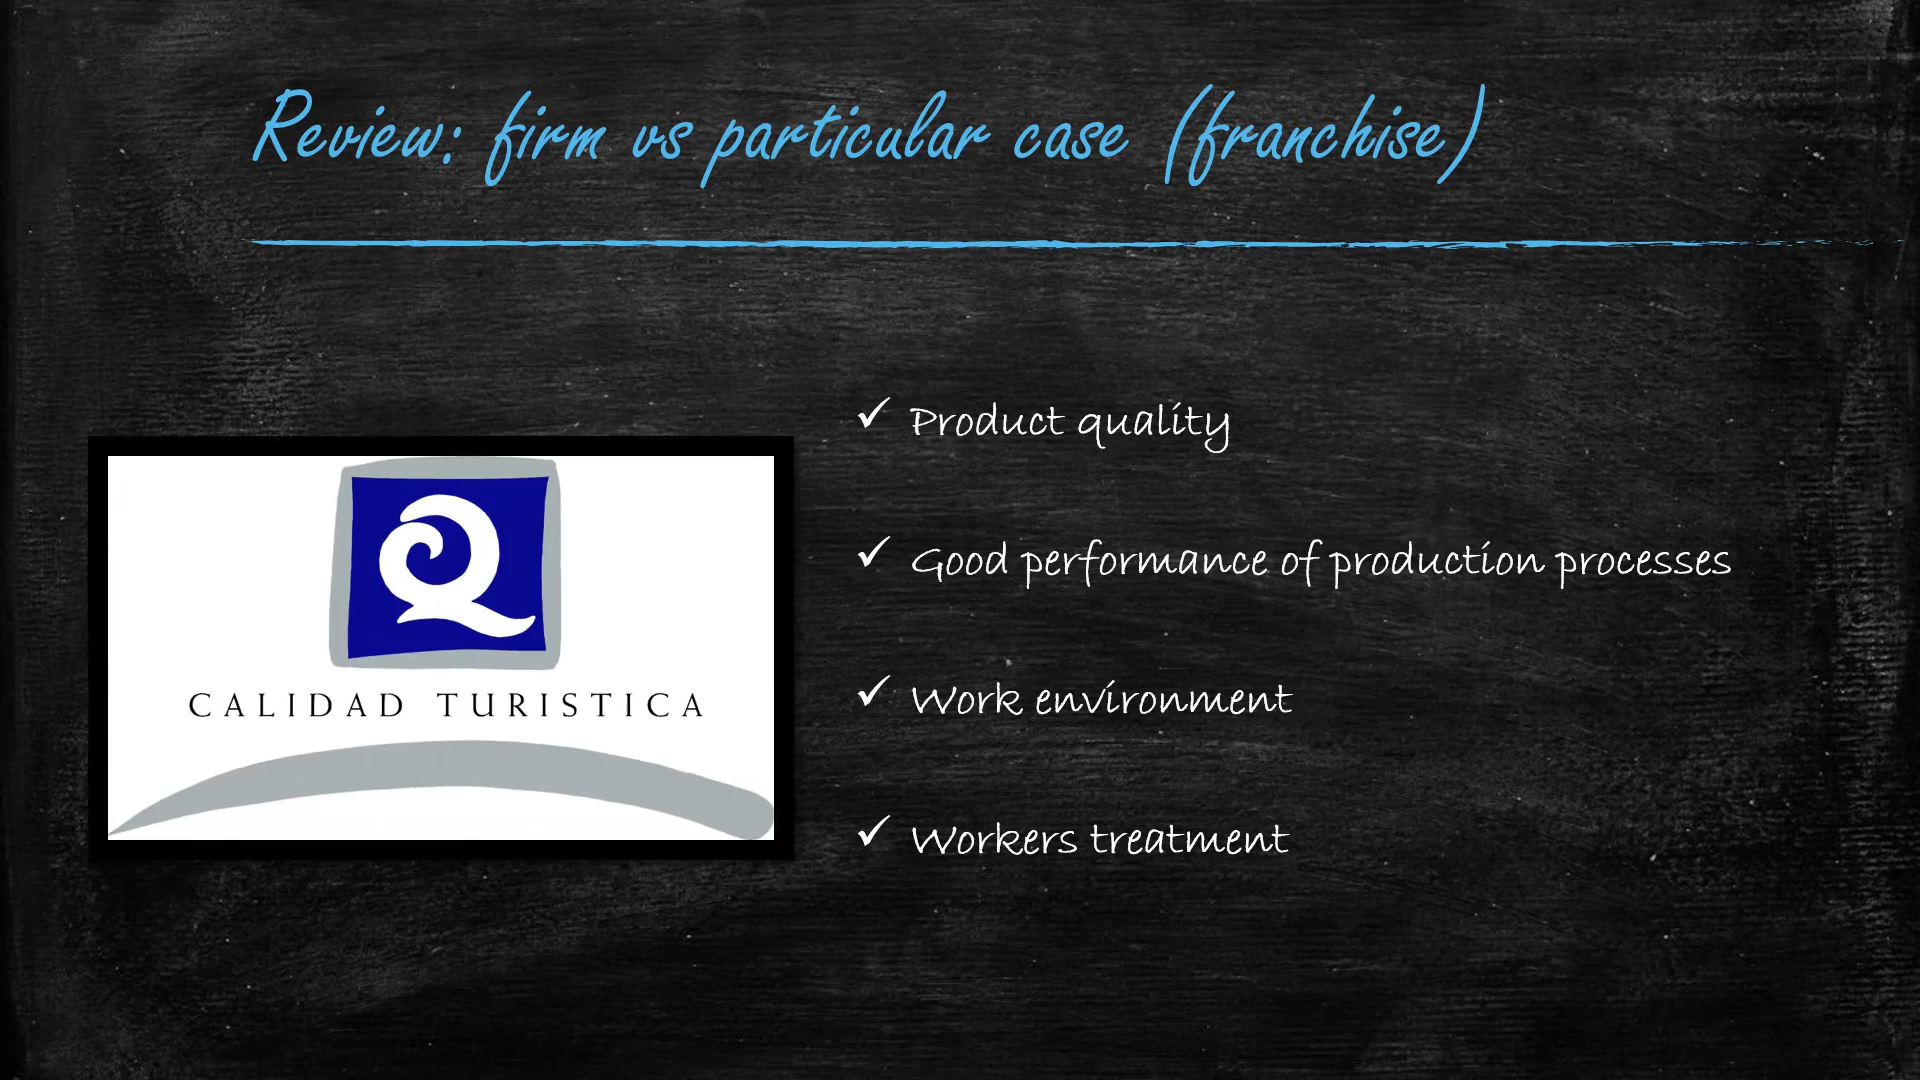 Review: firm vs particular case (franchise)
Q
CALIDAD TURISTICA
✓ Product quality
✓ Good performance of production processes
✓ Work environment
✓ Workers treatment